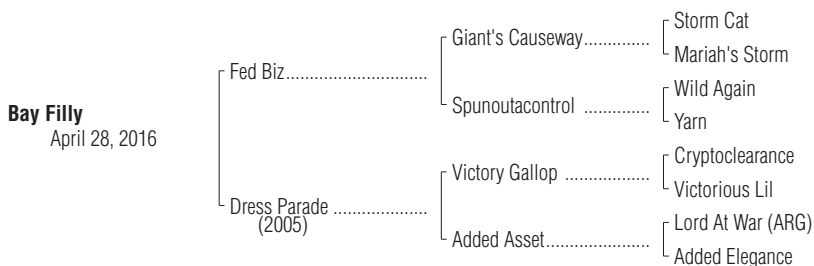 Storm Cat
Giant's Causeway..............
Mariah's Storm
Fed Biz..............................
Wild Again
Spunoutacontrol ..............
Yarn
Bay Filly
April 28, 2016
Cryptoclearance
Victory Gallop ..................
Victorious Lil
Dress Parade ....................
(2005)
Lord At War (ARG)
Added Asset......................
Added Elegance